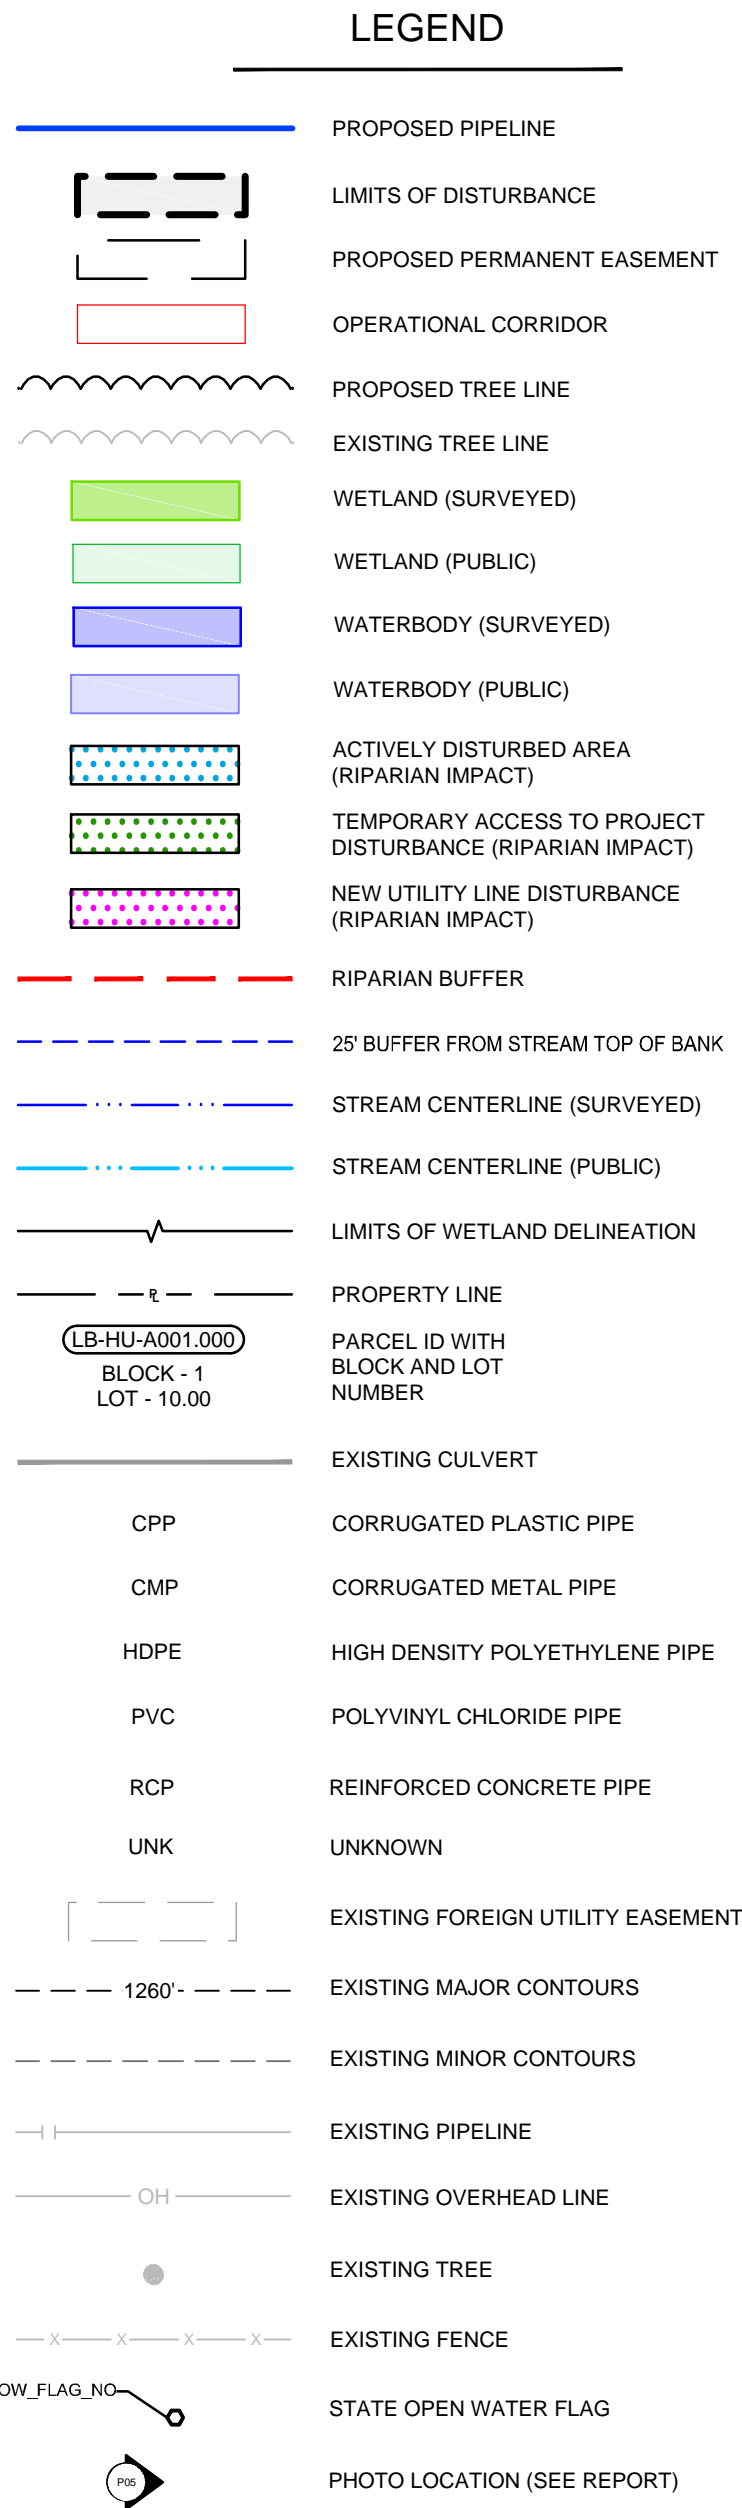 LEGEND
PROPOSED PIPELINE
LIMITS OF DISTURBANCE
PROPOSED PERMANENT EASEMENT
OPERATIONAL CORRIDOR
PROPOSED TREE LINE
EXISTING TREE LINE
WETLAND (SURVEYED)
WETLAND (PUBLIC)
WATERBODY (SURVEYED)
WATERBODY (PUBLIC)
ACTIVELY DISTURBED AREA
(RIPARIAN IMPACT)
TEMPORARY ACCESS TO PROJECT
DISTURBANCE (RIPARIAN IMPACT)
NEW UTILITY LINE DISTURBANCE
(RIPARIAN IMPACT)
RIPARIAN BUFFER
25' BUFFER FROM STREAM TOP OF BANK
STREAM CENTERLINE (SURVEYED)
STREAM CENTERLINE (PUBLIC)
LIMITS OF WETLAND DELINEATION
PL PROPERTY LINE
LB-HU-A001.000
BLOCK - 1
LOT - 10.00
PARCEL ID WITH
BLOCK AND LOT
NUMBER
EXISTING CULVERT
CPP CORRUGATED PLASTIC PIPE
CMP CORRUGATED METAL PIPE
HDPE HIGH DENSITY POLYETHYLENE PIPE
PVC POLYVINYL CHLORIDE PIPE
RCP REINFORCED CONCRETE PIPE
UNK UNKNOWN
EXISTING FOREIGN UTILITY EASEMENT
1260' EXISTING MAJOR CONTOURS
EXISTING MINOR CONTOURS
EXISTING PIPELINE
OH EXISTING OVERHEAD LINE
EXISTING TREE
X X X X EXISTING FENCE
OW_FLAG_NO STATE OPEN WATER FLAG
P05 PHOTO LOCATION (SEE REPORT)